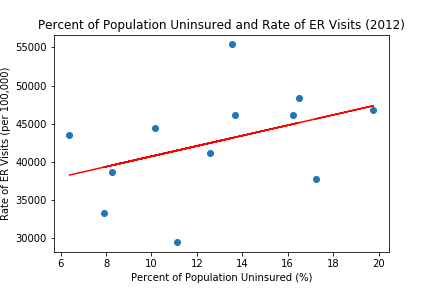 Percent of Population Uninsured and Rate of ER Visits (2012)
Rate of ER Visits (per 100,000)
55000
50000
45000
40000
35000
30000
6 8 10 12 14 16 18 20
Percent of Population Uninsured (%)